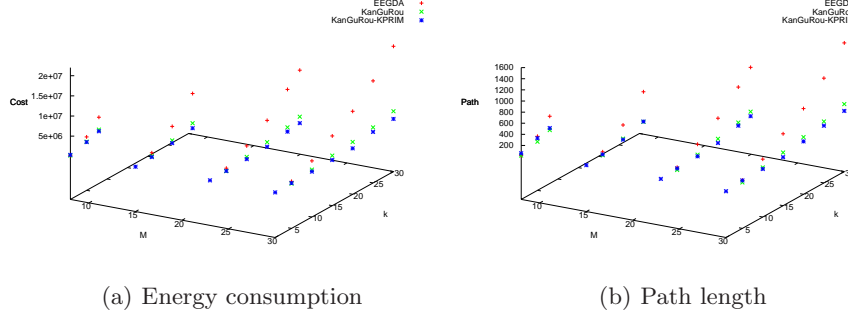 EEGDA
KanGuRou
KanGuRou-KPRIM
Cost
2e+07
1.5e+07
1e+07
5e+06
10
15
20
25
30
M
5
10
15
20
25
30
k
(a) Energy consumption
EEGDA
KanGuRou
KanGuRou-KPRIM
Path
1600
1400
1200
1000
800
600
400
200
10
15
20
25
30
M
5
10
15
20
25
30
k
(b) Path length